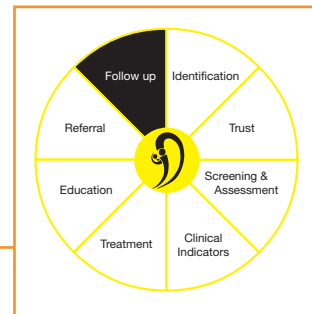 Follow up
Identification
Trust
Screening &
Assessment
Clinical
Indicators
Treatment
Education
Referral